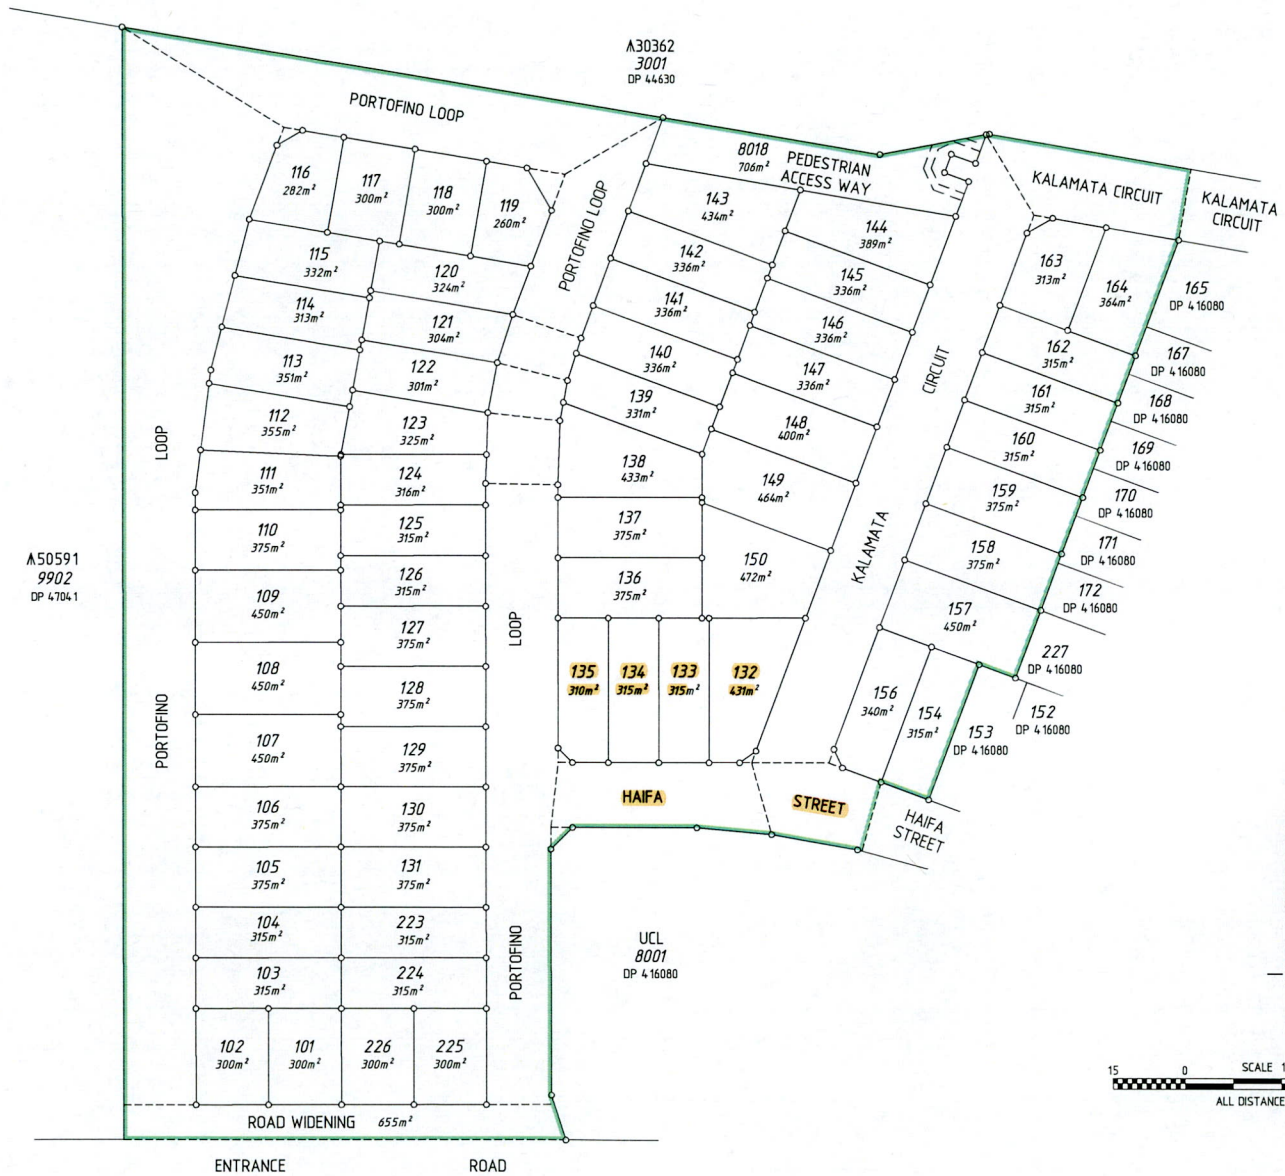 ⩚30362
3001
DP 44630
PORTOFINO LOOP
8018
706m²
PEDESTRIAN
ACCESS WAY
KALAMATA CIRCUIT
KALAMATA
CIRCUIT
116
282m²
117
300m²
118
300m²
119
260m²
PORTOFINO LOOP
143
434m²
144
389m²
163
313m²
164
364m²
165
DP 416080
115
332m²
120
324m²
142
336m²
145
336m²
114
313m²
121
304m²
141
336m²
146
336m²
162
315m²
167
DP 416080
113
351m²
122
301m²
140
336m²
147
336m²
CIRCUIT
161
315m²
168
DP 416080
112
355m²
123
325m²
139
331m²
148
400m²
160
315m²
169
DP 416080
LOOP
111
351m²
124
316m²
138
433m²
149
464m²
159
375m²
170
DP 416080
110
375m²
125
315m²
137
375m²
KALAMATA
158
375m²
171
DP 416080
⩚50591
9902
DP 47041
109
450m²
126
315m²
136
375m²
150
472m²
157
450m²
172
DP 416080
127
375m²
LOOP
227
DP 416080
108
450m²
128
375m²
135
310m²
134
315m²
133
315m²
132
431m²
156
340m²
154
315m²
153
DP 416080
152
DP 416080
PORTOFINO
107
450m²
129
375m²
106
375m²
130
375m²
HAIFA
STREET
HAIFA
STREET
105
375m²
131
375m²
104
315m²
223
315m²
UCL
8001
DP 416080
PORTOFINO
103
315m²
224
315m²
102
300m²
101
300m²
226
300m²
225
300m²
15 0 SCALE 1
ALL DISTANCE
ROAD WIDENING 655m²
ENTRANCE ROAD